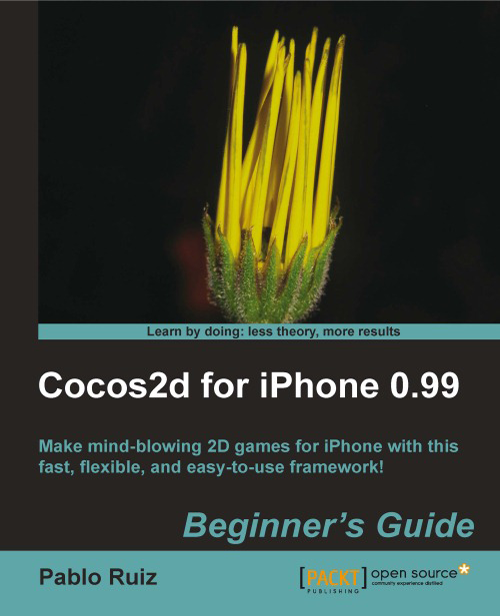 Learn by doing: less theory, more results
Cocos2d for iPhone 0.99
Make mind-blowing 2D games for iPhone with this
fast, flexible, and easy-to-use framework!
Beginner's Guide
Pablo Ruiz
[PACKT] open source*
PUBLISHING community experience distilled